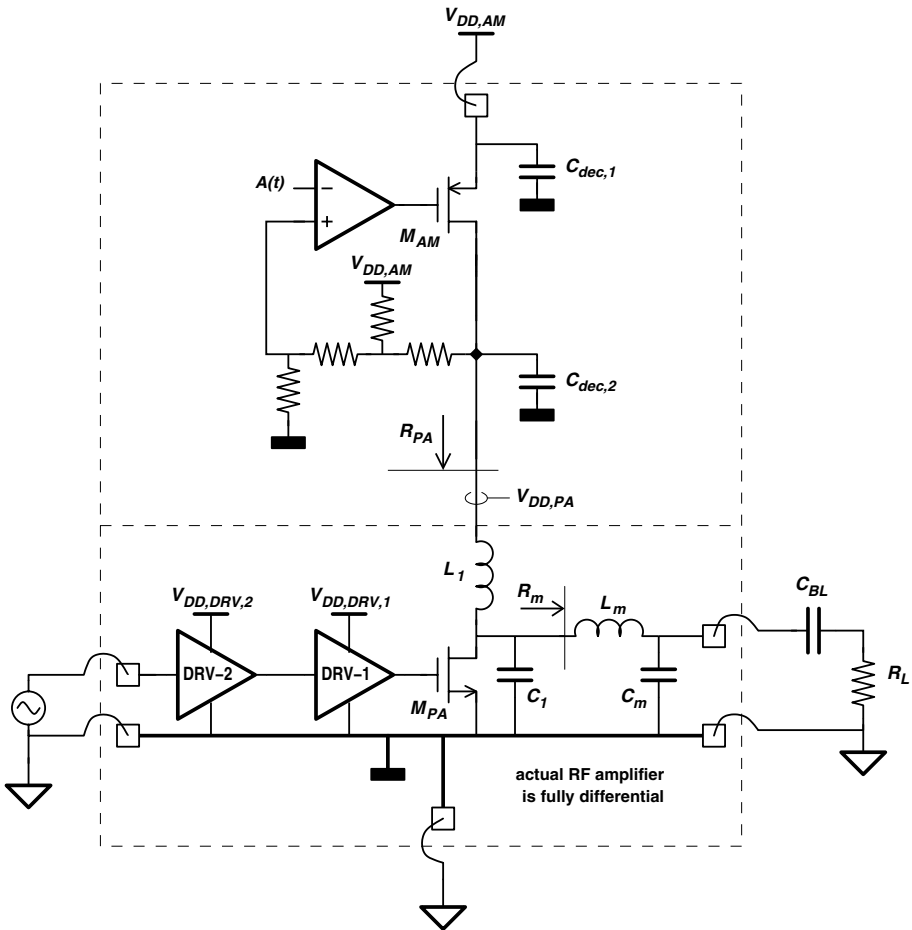 V_DD,AM
C_dec,1
A(t)
−
+
M_AM
V_DD,AM
C_dec,2
R_PA
V_DD,PA
L_1
C_BL
V_DD,DRV,2
V_DD,DRV,1
R_m
L_m
DRV−2
DRV−1
R_L
M_PA
C_1
C_m
actual RF amplifier
is fully differential